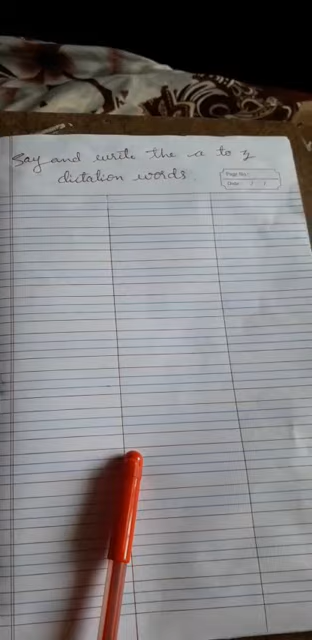 Say and write the a to z
dictation words.
Page No:
Date: / /